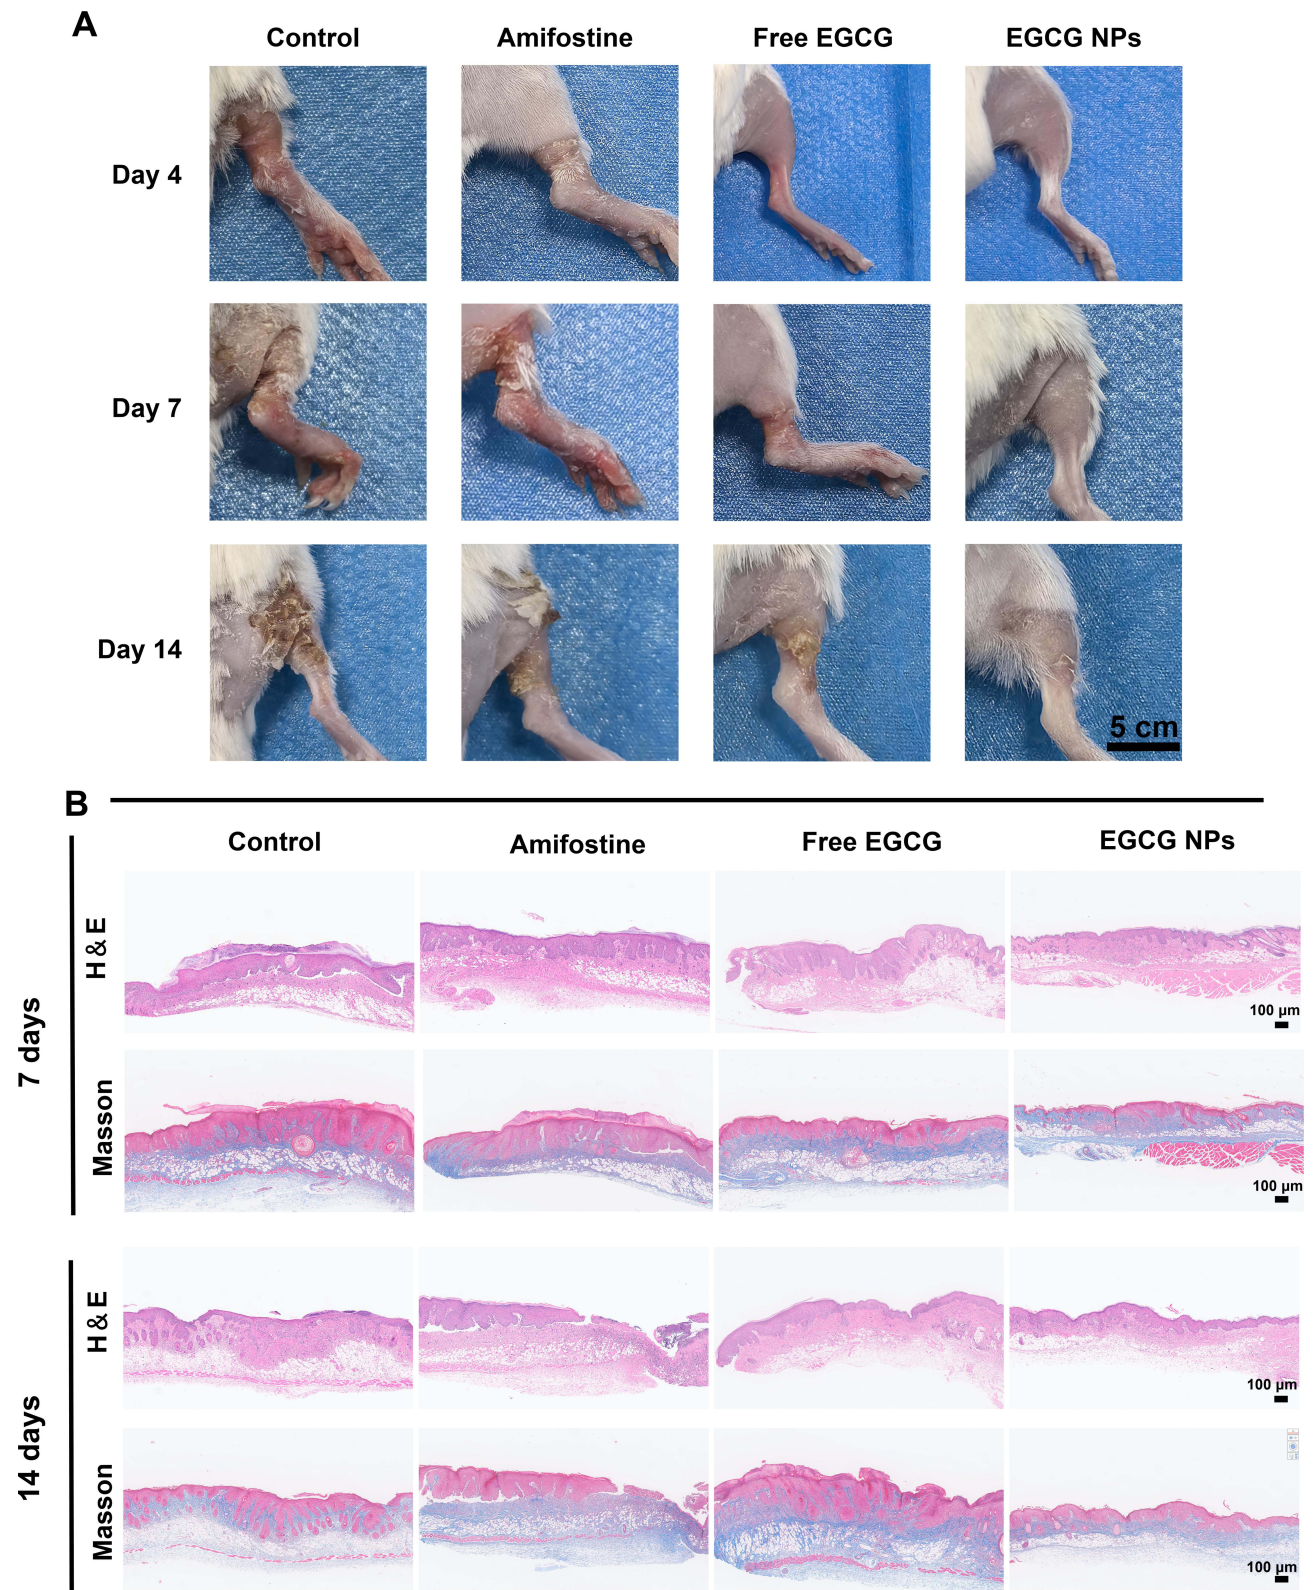 A
Control
Amifostine
Free EGCG
EGCG NPs
Day 4
Day 7
Day 14
5 cm
B
Control
Amifostine
Free EGCG
EGCG NPs
7 days
H&E
100 μm
Masson
100 μm
14 days
H&E
100 μm
Masson
100 μm